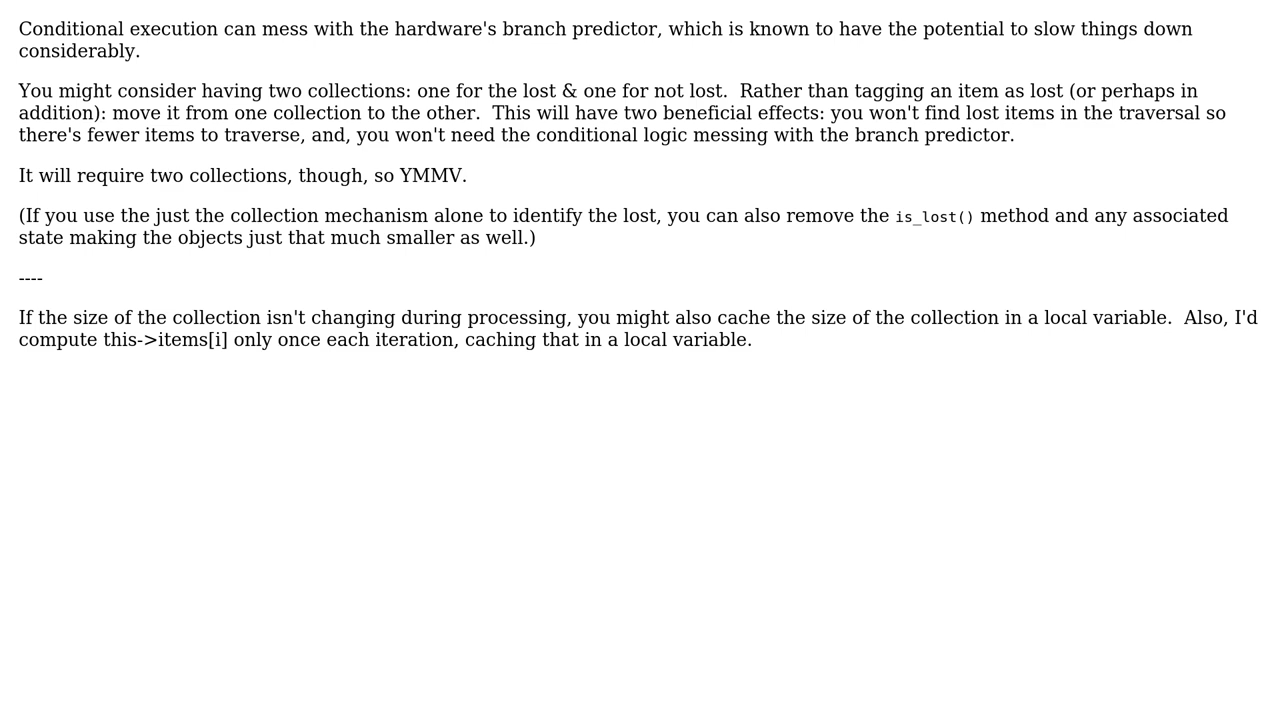 Conditional execution can mess with the hardware's branch predictor, which is known to have the potential to slow things down
considerably.
You might consider having two collections: one for the lost & one for not lost.  Rather than tagging an item as lost (or perhaps in
addition): move it from one collection to the other.  This will have two beneficial effects: you won't find lost items in the traversal so
there's fewer items to traverse, and, you won't need the conditional logic messing with the branch predictor.
It will require two collections, though, so YMMV.
(If you use the just the collection mechanism alone to identify the lost, you can also remove the is_lost() method and any associated
state making the objects just that much smaller as well.)
----
If the size of the collection isn't changing during processing, you might also cache the size of the collection in a local variable.  Also, I'd
compute this->items[i] only once each iteration, caching that in a local variable.